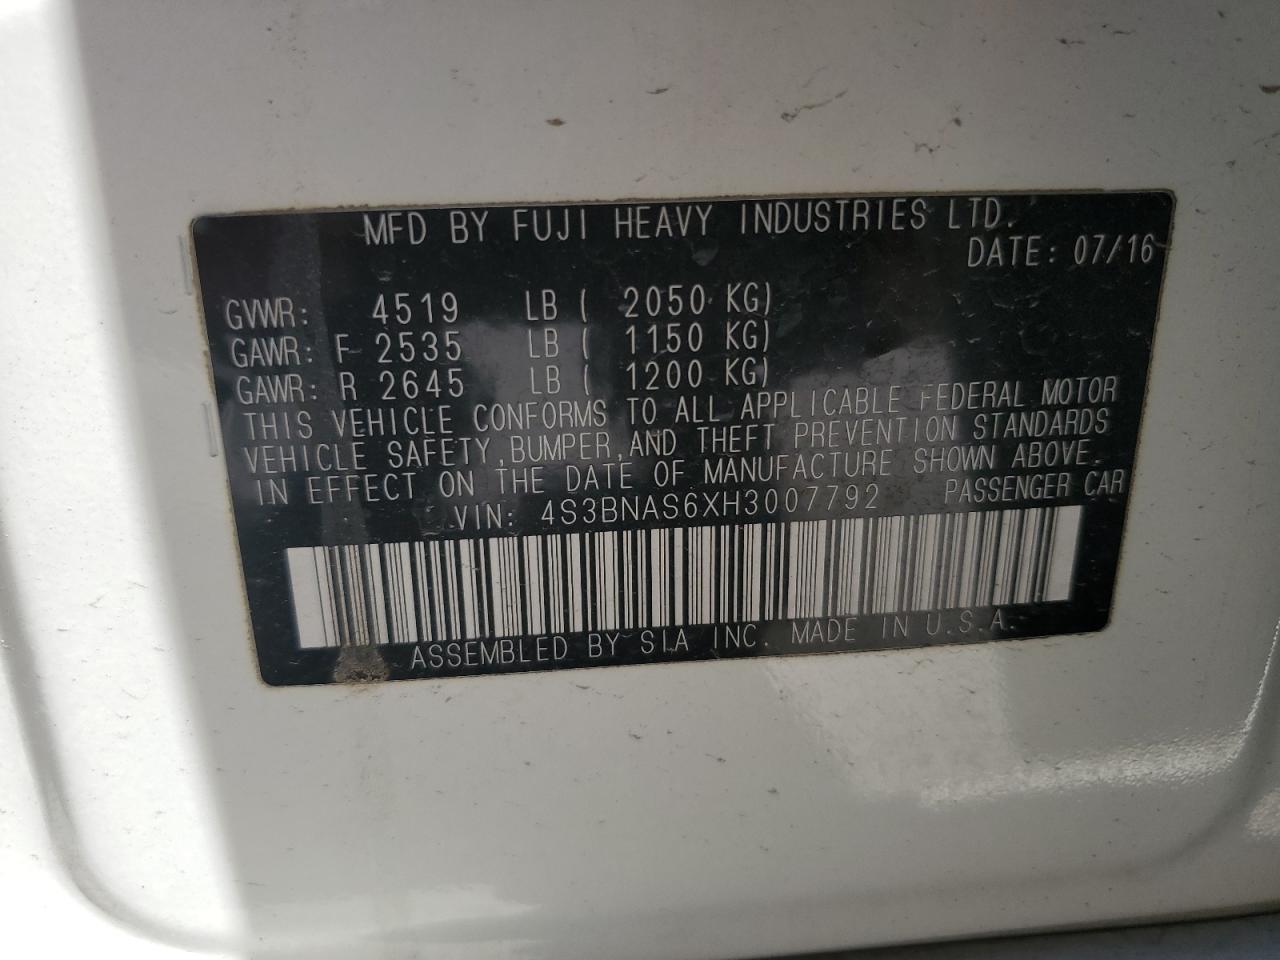 MFD BY FUJI HEAVY INDUSTRIES LTD.
DATE: 07/16
GVWR: 4519 LB ( 2050 KG)
GAWR: F 2535 LB ( 1150 KG)
GAWR: R 2645 LB ( 1200 KG)
THIS VEHICLE CONFORMS TO ALL APPLICABLE FEDERAL MOTOR
VEHICLE SAFETY, BUMPER, AND THEFT PREVENTION STANDARDS
IN EFFECT ON THE DATE OF MANUFACTURE SHOWN ABOVE.
VIN: 4S3BNAS6XH3007792 PASSENGER CAR
ASSEMBLED BY SIA INC. MADE IN U.S.A.